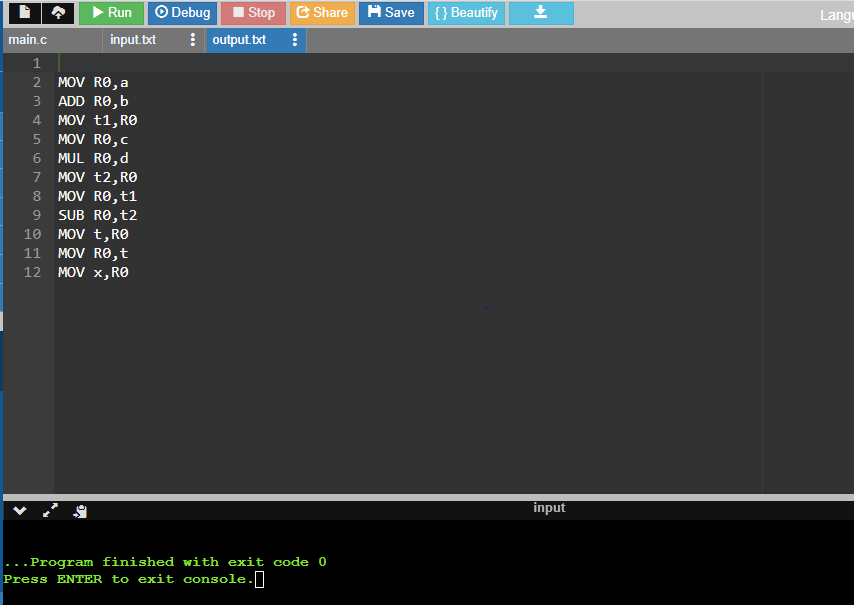 Run Debug Stop Share Save { } Beautify
Langu
main.c input.txt output.txt
1
2 MOV R0,a
3 ADD R0,b
4 MOV t1,R0
5 MOV R0,c
6 MUL R0,d
7 MOV t2,R0
8 MOV R0,t1
9 SUB R0,t2
10 MOV t,R0
11 MOV R0,t
12 MOV x,R0
input
...Program finished with exit code 0
Press ENTER to exit console.